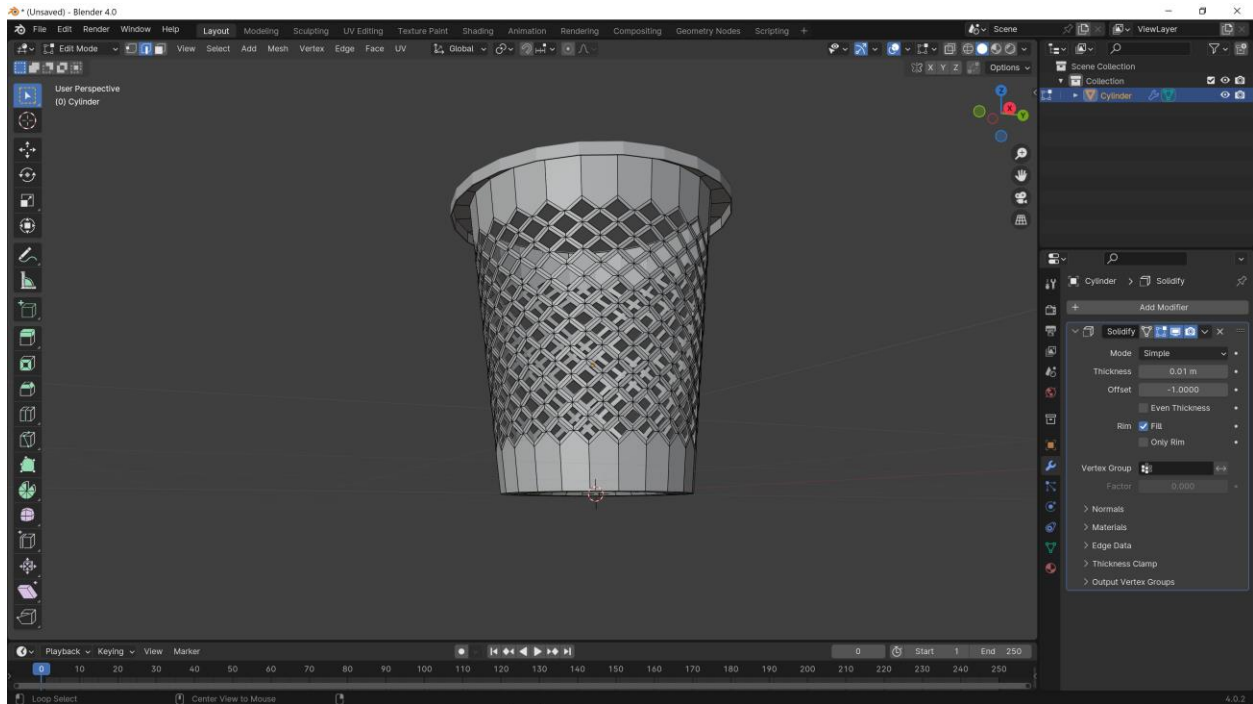 * (Unsaved) - Blender 4.0
File Edit Render Window Help Layout Modeling Sculpting UV Editing Texture Paint Shading Animation Rendering Compositing Geometry Nodes Scripting + Scene ViewLayer
Edit Mode View Select Add Mesh Vertex Edge Face UV Global
X Y Z Options
User Perspective
(0) Cylinder
Z
X
Y
Scene Collection
Collection
Cylinder
Cylinder > Solidify
+ Add Modifier
Solidify
Mode Simple
Thickness 0.01 m
Offset -1.0000
Even Thickness
Rim Fill
Only Rim
Vertex Group
Factor 0.000
> Normals
> Materials
> Edge Data
> Thickness Clamp
> Output Vertex Groups
Playback Keying View Marker 0 Start 1 End 250
0 10 20 30 40 50 60 70 80 90 100 110 120 130 140 150 160 170 180 190 200 210 220 230 240 250
Loop Select Center View to Mouse 4.0.2